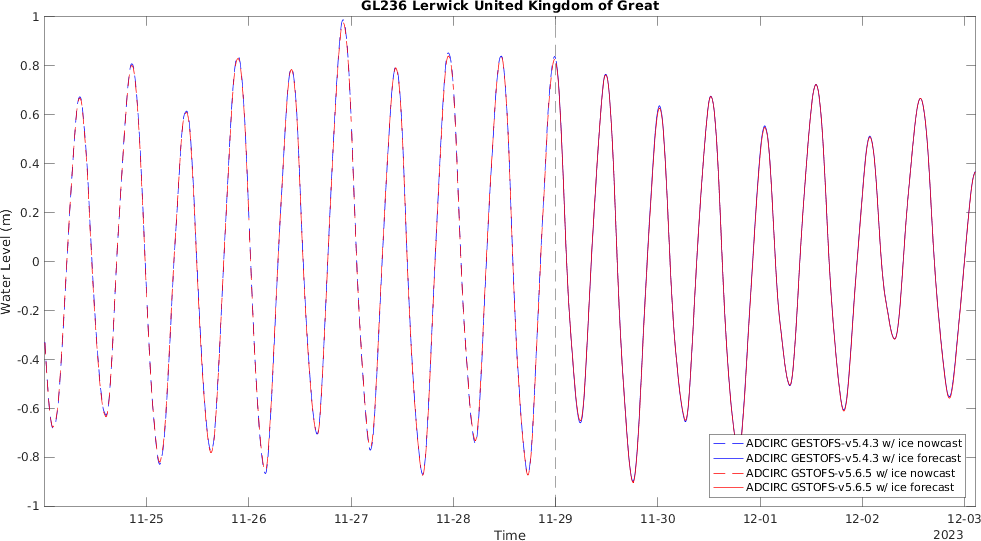 GL236 Lerwick United Kingdom of Great
1
0.8
0.6
0.4
0.2
0
-0.2
-0.4
-0.6
-0.8
-1
Water Level (m)
11-25 11-26 11-27 11-28 11-29 11-30 12-01 12-02 12-03
2023
Time
ADCIRC GESTOFS-v5.4.3 w/ ice nowcast
ADCIRC GESTOFS-v5.4.3 w/ ice forecast
ADCIRC GSTOFS-v5.6.5 w/ ice nowcast
ADCIRC GSTOFS-v5.6.5 w/ ice forecast